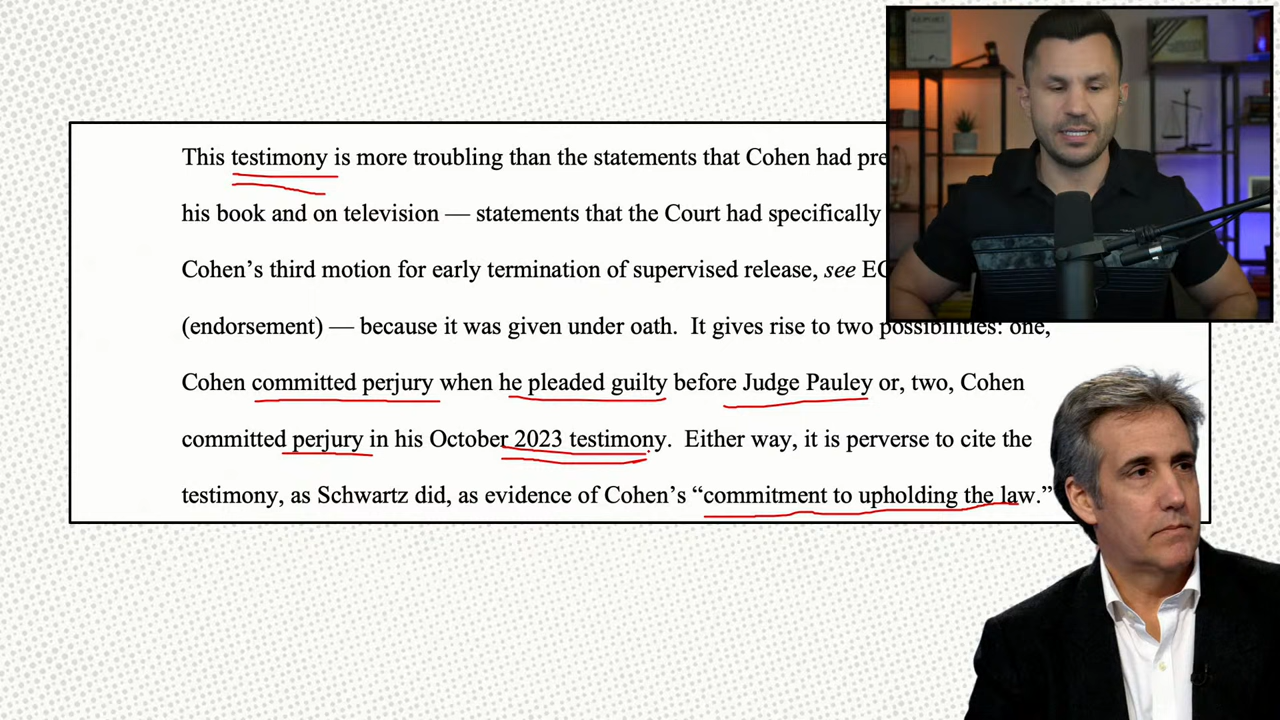 This testimony is more troubling than the statements that Cohen had pre
his book and on television — statements that the Court had specifically
Cohen’s third motion for early termination of supervised release, see EC
(endorsement) — because it was given under oath. It gives rise to two possibilities: one,
Cohen committed perjury when he pleaded guilty before Judge Pauley or, two, Cohen
committed perjury in his October 2023 testimony. Either way, it is perverse to cite the
testimony, as Schwartz did, as evidence of Cohen’s “commitment to upholding the law.”